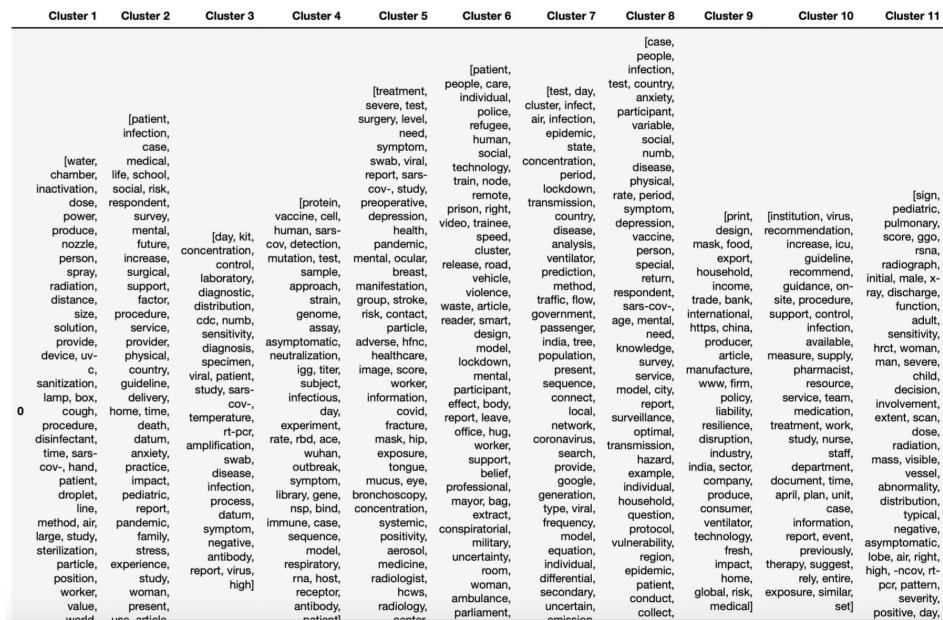 Cluster 1 Cluster 2 Cluster 3 Cluster 4 Cluster 5 Cluster 6 Cluster 7 Cluster 8 Cluster 9 Cluster 10 Cluster 11
0
[water,
chamber,
inactivation,
dose,
power,
produce,
nozzle,
person,
spray,
radiation,
distance,
size,
solution,
provide,
device, uv-
c,
sanitization,
lamp, box,
cough,
procedure,
disinfectant,
time, sars-
cov-, hand,
patient,
droplet,
line,
method, air,
large, study,
sterilization,
particle,
position,
worker,
value,
world,
[patient,
infection,
case,
medical,
life, school,
social, risk,
respondent,
survey,
mental,
future,
increase,
surgical,
support,
factor,
procedure,
service,
provider,
physical,
country,
guideline,
delivery,
home, time,
death,
datum,
anxiety,
practice,
impact,
pediatric,
report,
pandemic,
family,
stress,
experience,
study,
woman,
present,
use, article,
[day, kit,
concentration,
control,
laboratory,
diagnostic,
distribution,
cdc, numb,
sensitivity,
diagnosis,
specimen,
viral, patient,
study, sars-
cov-,
temperature,
rt-pcr,
amplification,
swab,
disease,
infection,
process,
datum,
symptom,
negative,
antibody,
report, virus,
high]
[protein,
vaccine, cell,
human, sars-
cov, detection,
mutation, test,
sample,
approach,
strain,
genome,
assay,
asymptomatic,
neutralization,
igg, titer,
subject,
infectious,
day,
experiment,
rate, rbd, ace,
wuhan,
outbreak,
symptom,
library, gene,
nsp, bind,
immune, case,
sequence,
model,
respiratory,
rna, host,
receptor,
antibody,
patient]
[treatment,
severe, test,
surgery, level,
need,
symptom,
swab, viral,
report, sars-
cov-, study,
preoperative,
depression,
health,
pandemic,
mental, ocular,
breast,
manifestation,
group, stroke,
risk, contact,
particle,
adverse, hfnc,
healthcare,
image, score,
worker,
information,
covid,
fracture,
mask, hip,
exposure,
tongue,
mucus, eye,
bronchoscopy,
concentration,
systemic,
positivity,
aerosol,
medicine,
radiologist,
hcws,
radiology,
center,
[patient,
people, care,
individual,
police,
refugee,
human,
social,
technology,
train, node,
remote,
prison, right,
video, trainee,
speed,
cluster,
release, road,
vehicle,
violence,
waste, article,
reader, smart,
design,
model,
lockdown,
mental,
participant,
effect, body,
report, leave,
office, hug,
worker,
support,
belief,
professional,
mayor, bag,
extract,
conspiratorial,
military,
uncertainty,
room,
woman,
ambulance,
parliament,
[test, day,
cluster, infect,
air, infection,
epidemic,
state,
concentration,
period,
lockdown,
transmission,
country,
disease,
analysis,
ventilator,
prediction,
method,
traffic, flow,
government,
passenger,
india, tree,
population,
present,
sequence,
connect,
local,
network,
coronavirus,
search,
provide,
google,
generation,
type, viral,
frequency,
model,
equation,
individual,
differential,
secondary,
uncertain,
emission,
[case,
people,
infection,
test, country,
anxiety,
participant,
variable,
social,
numb,
disease,
physical,
rate, period,
symptom,
depression,
vaccine,
person,
special,
return,
respondent,
sars-cov-,
age, mental,
need,
knowledge,
survey,
service,
model, city,
report,
surveillance,
optimal,
transmission,
hazard,
example,
individual,
household,
question,
protocol,
vulnerability,
region,
epidemic,
patient,
conduct,
collect,
[print,
design,
mask, food,
export,
household,
income,
trade, bank,
international,
https, china,
producer,
article,
manufacture,
www, firm,
policy,
liability,
resilience,
disruption,
industry,
india, sector,
company,
produce,
consumer,
ventilator,
technology,
fresh,
impact,
home,
global, risk,
medical]
[institution, virus,
recommendation,
increase, icu,
guideline,
recommend,
guidance, on-
site, procedure,
support, control,
infection,
available,
measure, supply,
pharmacist,
resource,
service, team,
medication,
treatment, work,
study, nurse,
staff,
department,
document, time,
april, plan, unit,
case,
information,
report, event,
previously,
therapy, suggest,
rely, entire,
exposure, similar,
set]
[sign,
pediatric,
pulmonary,
score, ggo,
rsna,
radiograph,
initial, male, x-
ray, discharge,
function,
adult,
sensitivity,
hrct, woman,
man, severe,
child,
decision,
involvement,
extent, scan,
dose,
radiation,
mass, visible,
vessel,
abnormality,
distribution,
typical,
negative,
asymptomatic,
lobe, air, right,
high, -ncov, rt-
pcr, pattern,
severity,
positive, day,